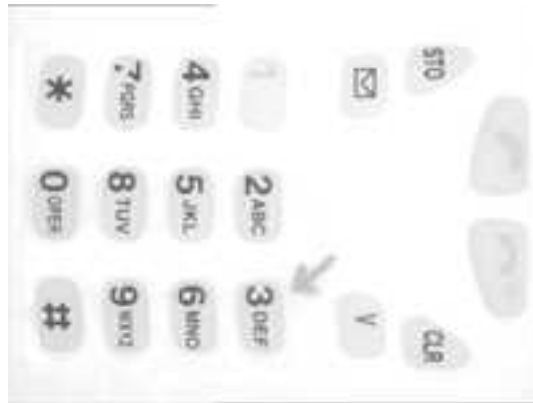 STO CLR
V
1 2 ABC 3 DEF
4 GHI 5 JKL 6 MNO
7 PQRS 8 TUV 9 WXYZ
* 0 OPER #